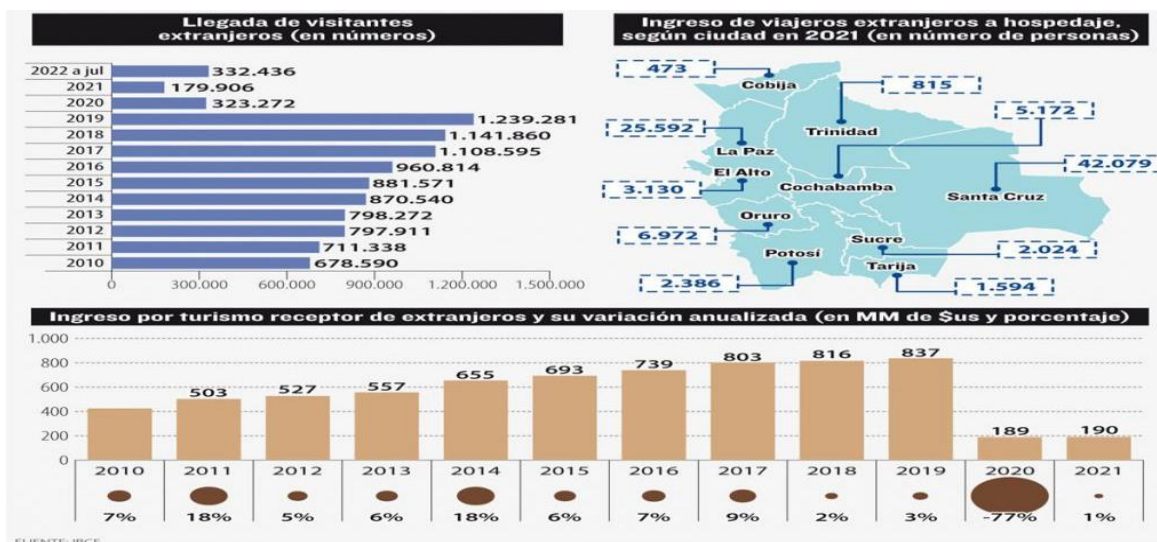 Llegada de visitantes
extranjeros (en números)
2022 a jul 332.436
2021 179.906
2020 323.272
2019 1.239.281
2018 1.141.860
2017 1.108.595
2016 960.814
2015 881.571
2014 870.540
2013 798.272
2012 797.911
2011 711.338
2010 678.590
0 300.000 600.000 900.000 1.200.000 1.500.000
Ingreso de viajeros extranjeros a hospedaje,
según ciudad en 2021 (en número de personas)
473
Cobija
815
5.172
25.592
Trinidad
La Paz
42.079
El Alto
3.130
Cochabamba
Santa Cruz
Oruro
6.972
Sucre
2.024
Potosí
Tarija
2.386
1.594
Ingreso por turismo receptor de extranjeros y su variación anualizada (en MM de $us y porcentaje)
1.000
800
600
400
200
0
503 527 557 655 693 739 803 816 837 189 190
2010 2011 2012 2013 2014 2015 2016 2017 2018 2019 2020 2021
7% 18% 5% 6% 18% 6% 7% 9% 2% 3% -77% 1%
FUENTE: IBCE